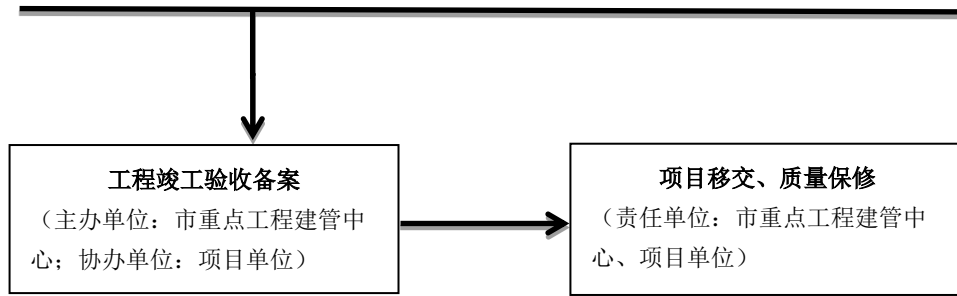 工程竣工验收备案
（主办单位：市重点工程建管中
心；协办单位：项目单位）
项目移交、质量保修
（责任单位：市重点工程建管中
心、项目单位）